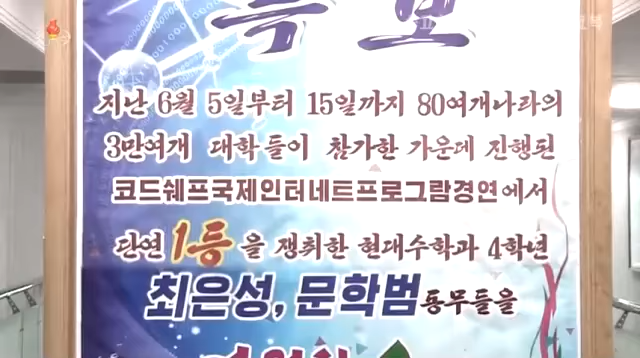 특보
지난 6월 5일부터 15일까지 80여개나라의
3만여개 대학들이 참가한 가운데 진행된
코드쉐프국제인터네트프로그람경연에서
단연 1등을 쟁취한 현대수학과 4학년
최은성, 문학범동무들을